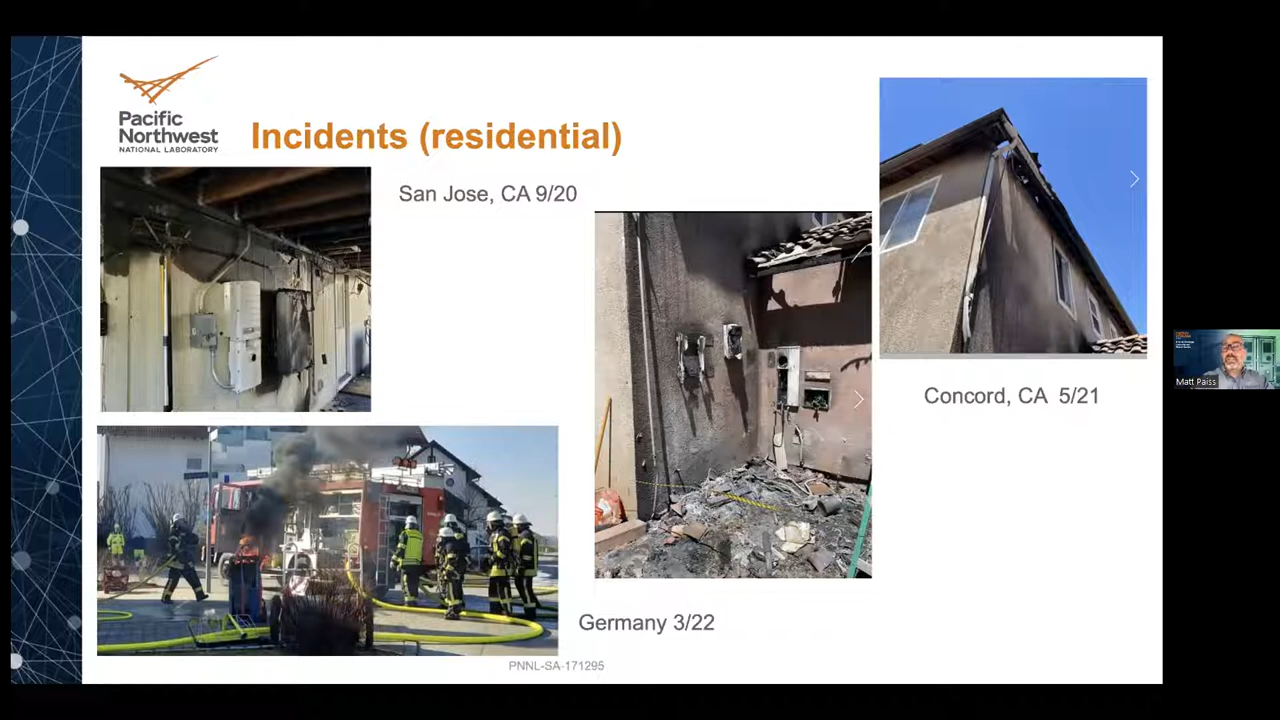 Pacific
Northwest
NATIONAL LABORATORY
Incidents (residential)
San Jose, CA 9/20
Concord, CA 5/21
Matt Paiss
Germany 3/22
PNNL-SA-171295